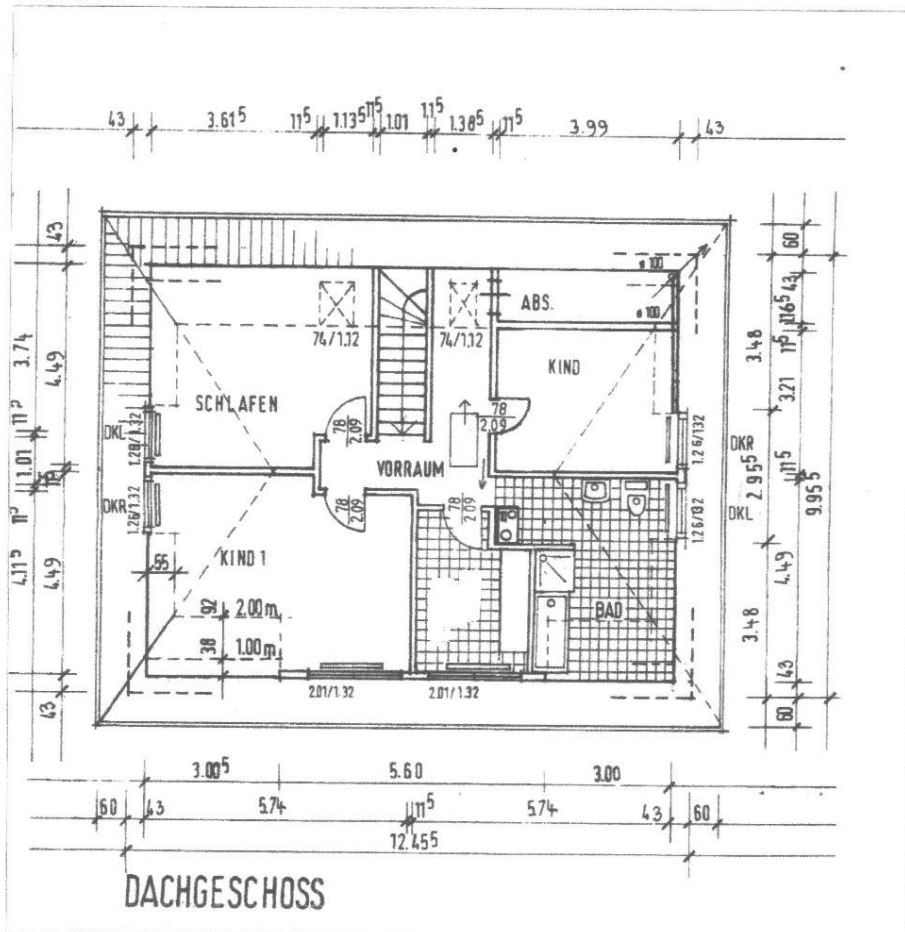 43 3.61⁵ 11⁵ 1.13⁵ 11⁵ 1.01 11⁵ 1.38⁵ 11⁵ 3.99 43
43
3.74
4.49
11⁵
1.01
11⁵
4.11⁵
4.49
43
ø 100
ABS.
ø 100
74/1.12
74/1.12
KIND
SCHLAFEN
78
2.09
78
2.09
DKL
1.26/1.32
VORRAUM
1.26/1.32
DKR
DKR
1.26/1.32
78
2.09
78
2.09
1.26/1.32
DKL
KIND 1
55
92
2.00 m
38
1.00 m
BAD
2.01/1.32
2.01/1.32
60
43
1.16⁵
3.48
11⁵
3.21
2.95⁵
11⁵
9.95⁵
4.49
3.48
43
60
3.00⁵ 5.60 3.00
60 43 5.74 11⁵ 5.74 43 60
12.45⁵
DACHGESCHOSS